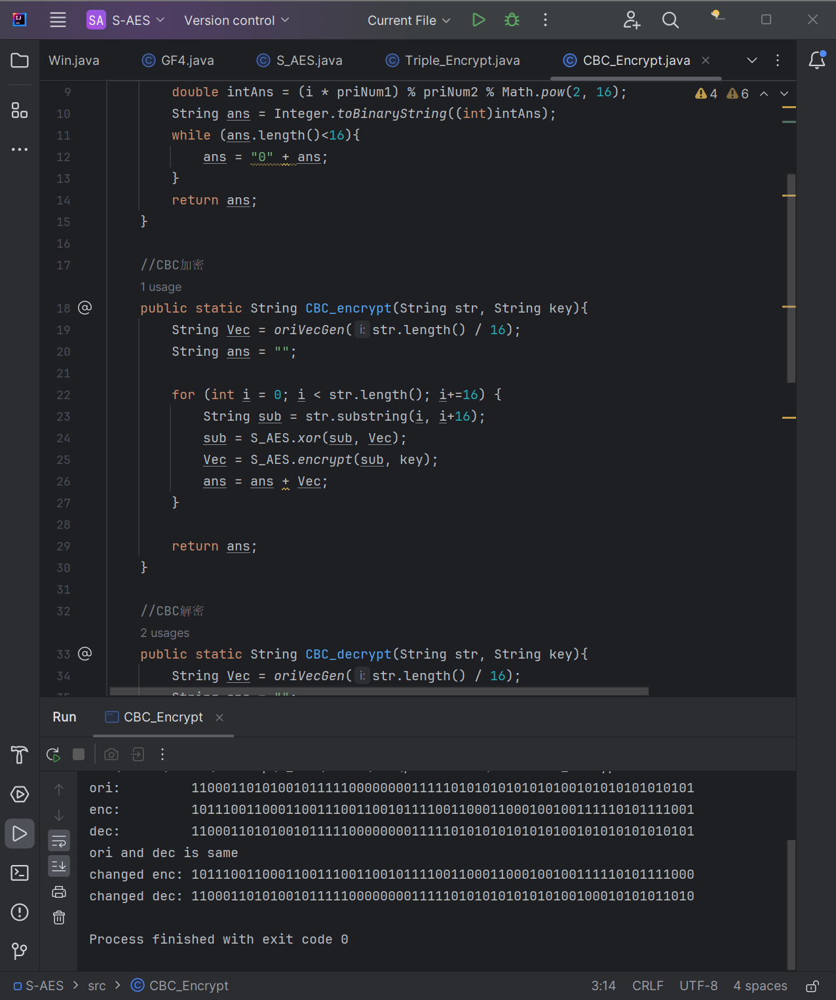 SA S-AES Version control Current File
Win.java GF4.java S_AES.java Triple_Encrypt.java CBC_Encrypt.java
9 double intAns = (i * priNum1) % priNum2 % Math.pow(2, 16); 4 6
10 String ans = Integer.toBinaryString((int)intAns);
11 while (ans.length()<16){
12 ans = "0" + ans;
13 }
14 return ans;
15 }
16
17 //CBC加密
1 usage
18 public static String CBC_encrypt(String str, String key){
19 String Vec = oriVecGen( i: str.length() / 16);
20 String ans = "";
21
22 for (int i = 0; i < str.length(); i+=16) {
23 String sub = str.substring(i, i+16);
24 sub = S_AES.xor(sub, Vec);
25 Vec = S_AES.encrypt(sub, key);
26 ans = ans + Vec;
27 }
28
29 return ans;
30 }
31
32 //CBC解密
2 usages
33 public static String CBC_decrypt(String str, String key){
34 String Vec = oriVecGen( i: str.length() / 16);
35 String ans = "";
Run CBC_Encrypt
ori: 1100011010100101111100000000111110101010101010100101010101010101
enc: 1011100110001100111001100101111001100011000100100111110101111001
dec: 1100011010100101111100000000111110101010101010100101010101010101
ori and dec is same
changed enc: 1011100110001100111001100101111001100011000100100111110101111000
changed dec: 1100011010100101111100000000111110101010101010100100010101011010
Process finished with exit code 0
S-AES > src > CBC_Encrypt 3:14 CRLF UTF-8 4 spaces